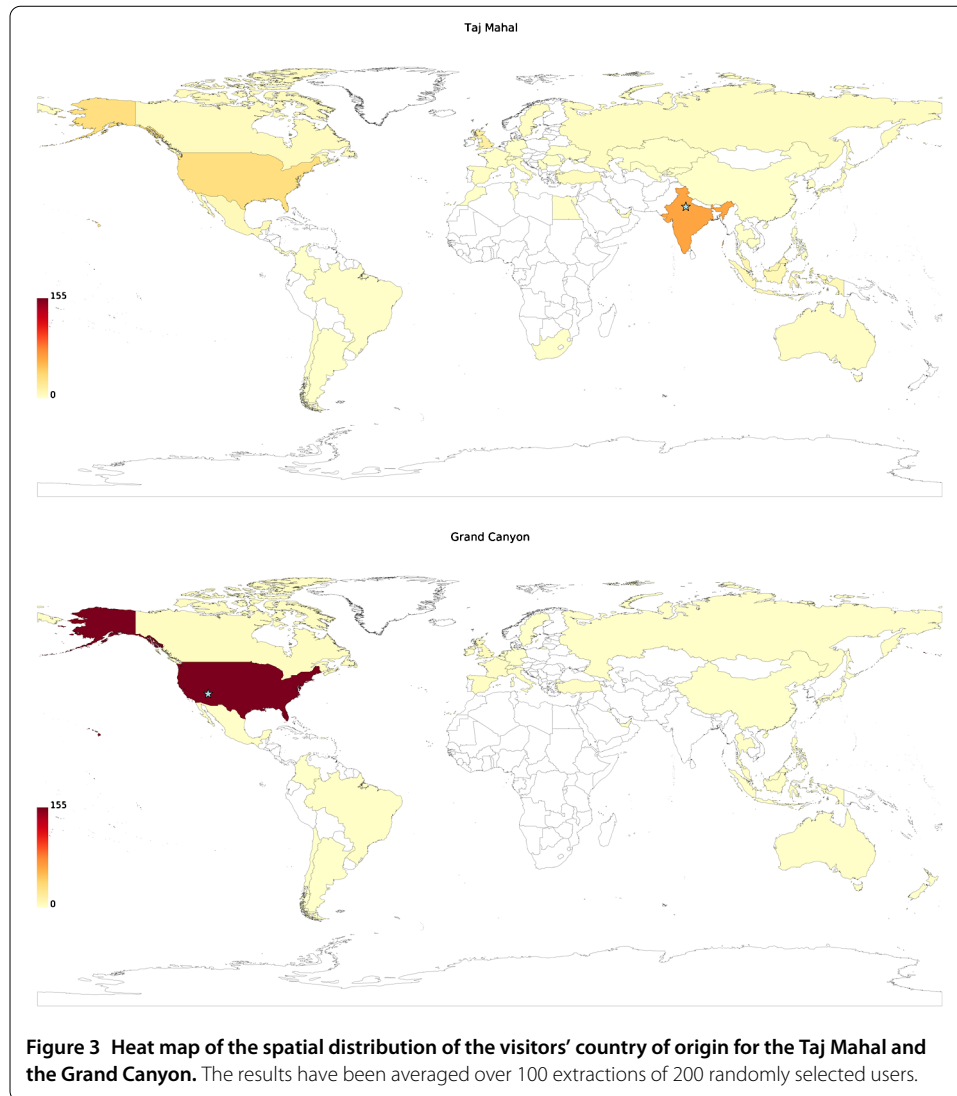 Taj Mahal
155
0
Grand Canyon
155
0
Figure 3 Heat map of the spatial distribution of the visitors’ country of origin for the Taj Mahal and
the Grand Canyon. The results have been averaged over 100 extractions of 200 randomly selected users.